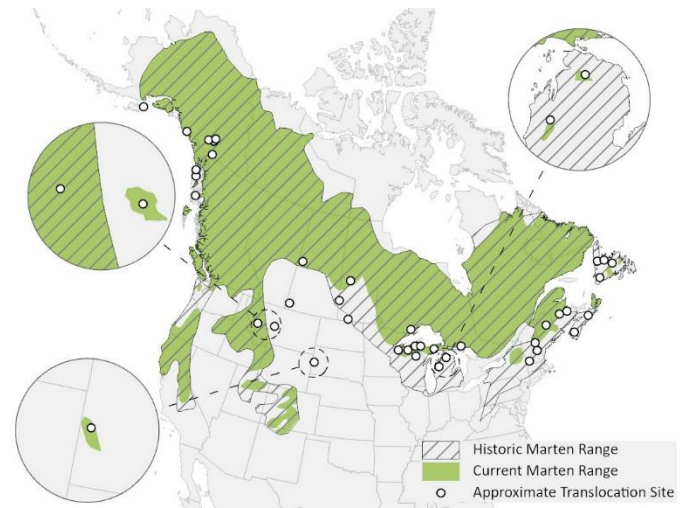 Historic Marten Range
Current Marten Range
Approximate Translocation Site